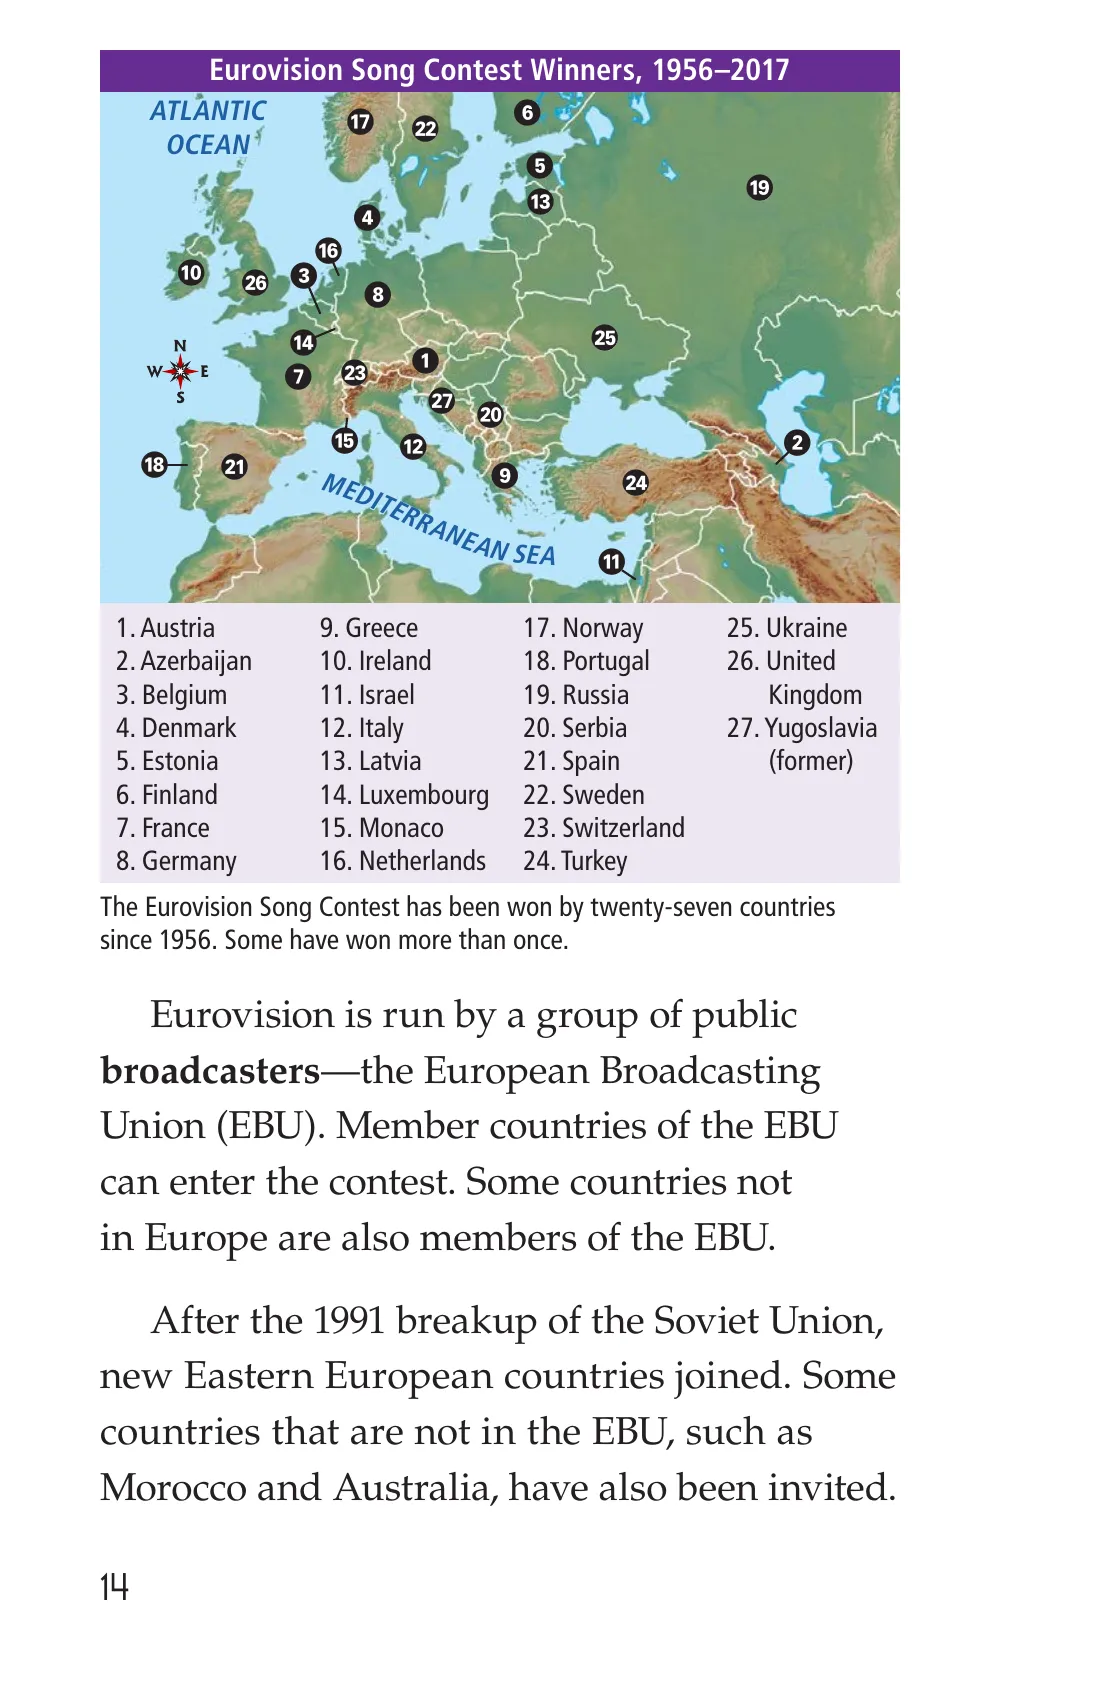 Eurovision Song Contest Winners, 1956–2017
ATLANTIC
OCEAN
17
22
6
5
13
19
4
16
3
10
26
8
14
25
N
W E
S
7
23
1
27
20
15
12
2
18
21
9
24
MEDITERRANEAN SEA
11
1. Austria
2. Azerbaijan
3. Belgium
4. Denmark
5. Estonia
6. Finland
7. France
8. Germany
9. Greece
10. Ireland
11. Israel
12. Italy
13. Latvia
14. Luxembourg
15. Monaco
16. Netherlands
17. Norway
18. Portugal
19. Russia
20. Serbia
21. Spain
22. Sweden
23. Switzerland
24. Turkey
25. Ukraine
26. United
Kingdom
27. Yugoslavia
(former)
The Eurovision Song Contest has been won by twenty-seven countries
since 1956. Some have won more than once.
Eurovision is run by a group of public
broadcasters—the European Broadcasting
Union (EBU). Member countries of the EBU
can enter the contest. Some countries not
in Europe are also members of the EBU.
After the 1991 breakup of the Soviet Union,
new Eastern European countries joined. Some
countries that are not in the EBU, such as
Morocco and Australia, have also been invited.
14